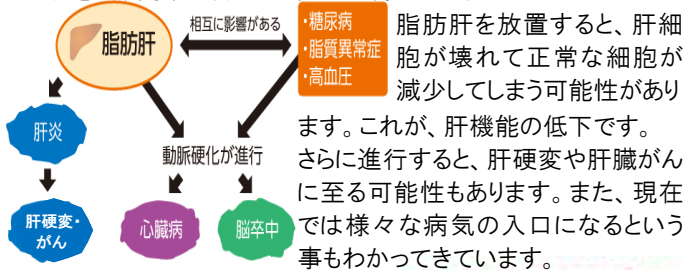 脂肪肝
相互に影響がある
・糖尿病
・脂質異常症
・高血圧
肝炎
動脈硬化が進行
肝硬変・
がん
心臓病
脳卒中
脂肪肝を放置すると、肝細
胞が壊れて正常な細胞が
減少してしまう可能性があり
ます。これが、肝機能の低下です。
さらに進行すると、肝硬変や肝臓がん
に至る可能性もあります。また、現在
では様々な病気の入口になるという
事もわかってきています。